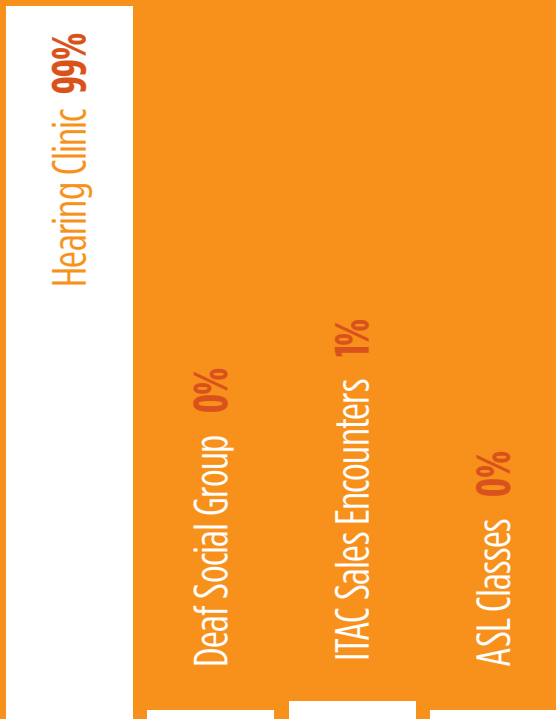 Hearing Clinic 99%
Deaf Social Group 0%
ITAC Sales Encounters 1%
ASL Classes 0%